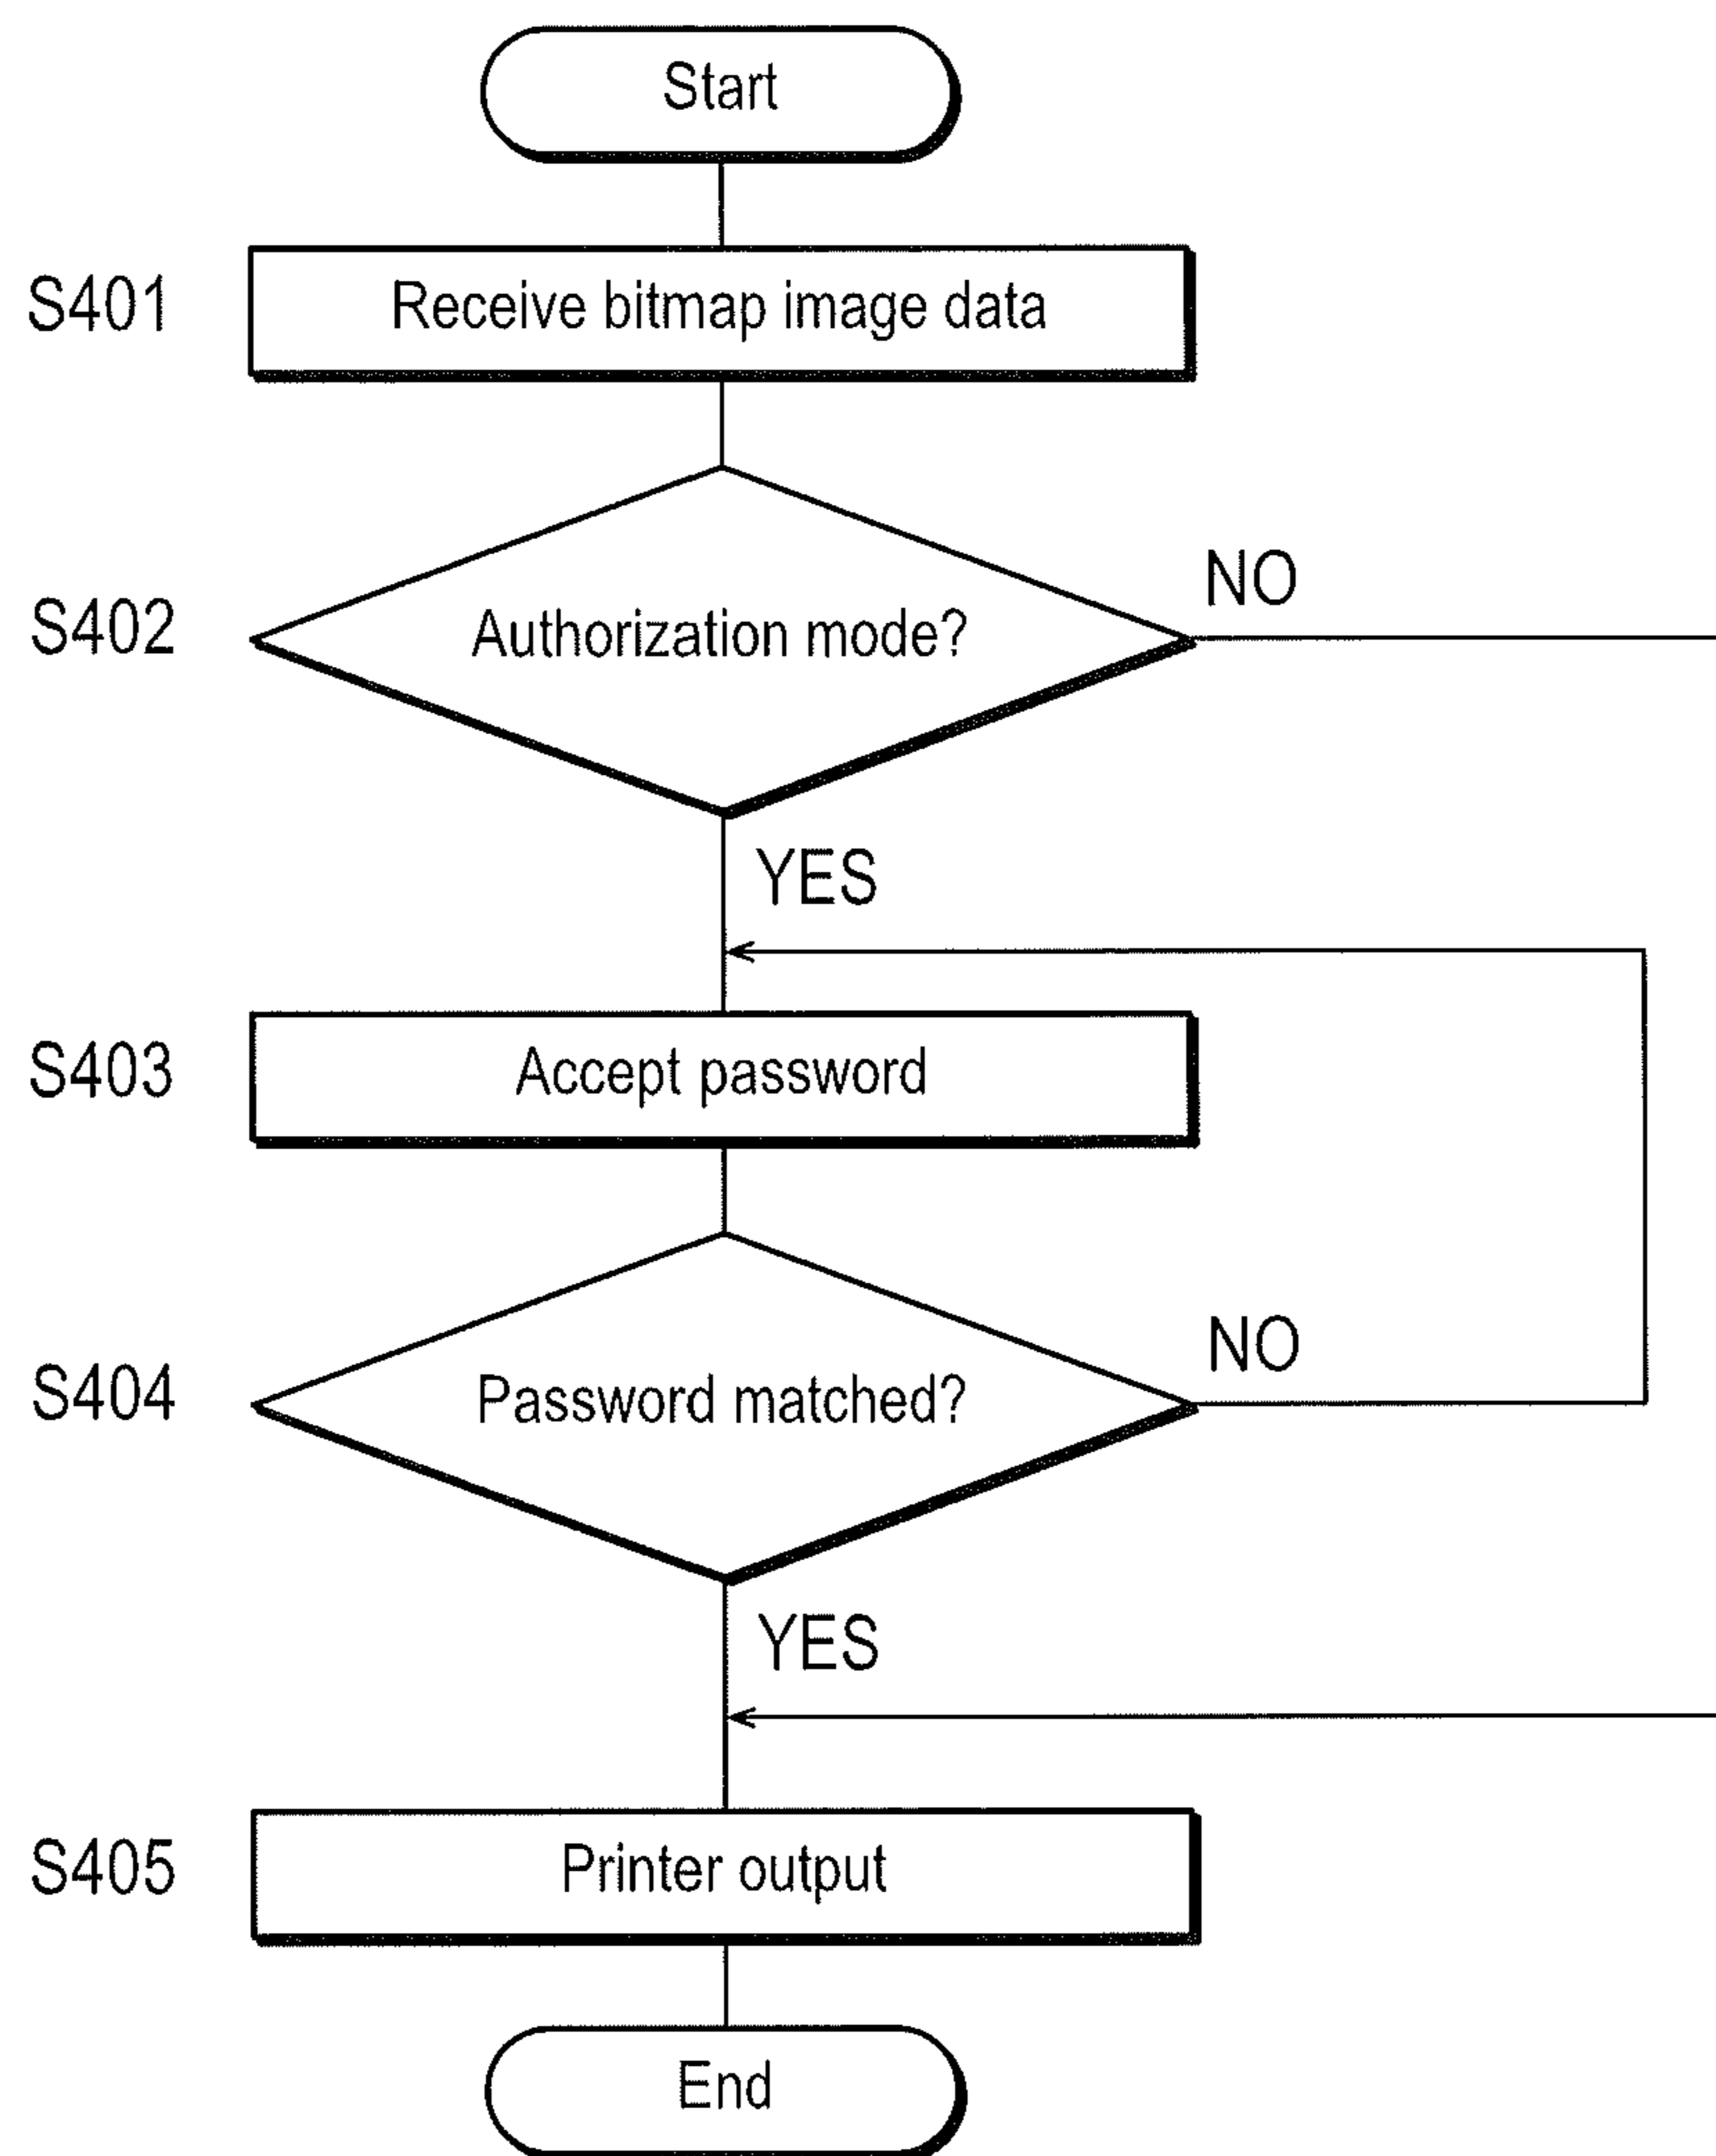 Start
S401
Receive bitmap image data
S402
Authorization mode?
NO
YES
S403
Accept password
S404
Password matched?
NO
YES
S405
Printer output
End